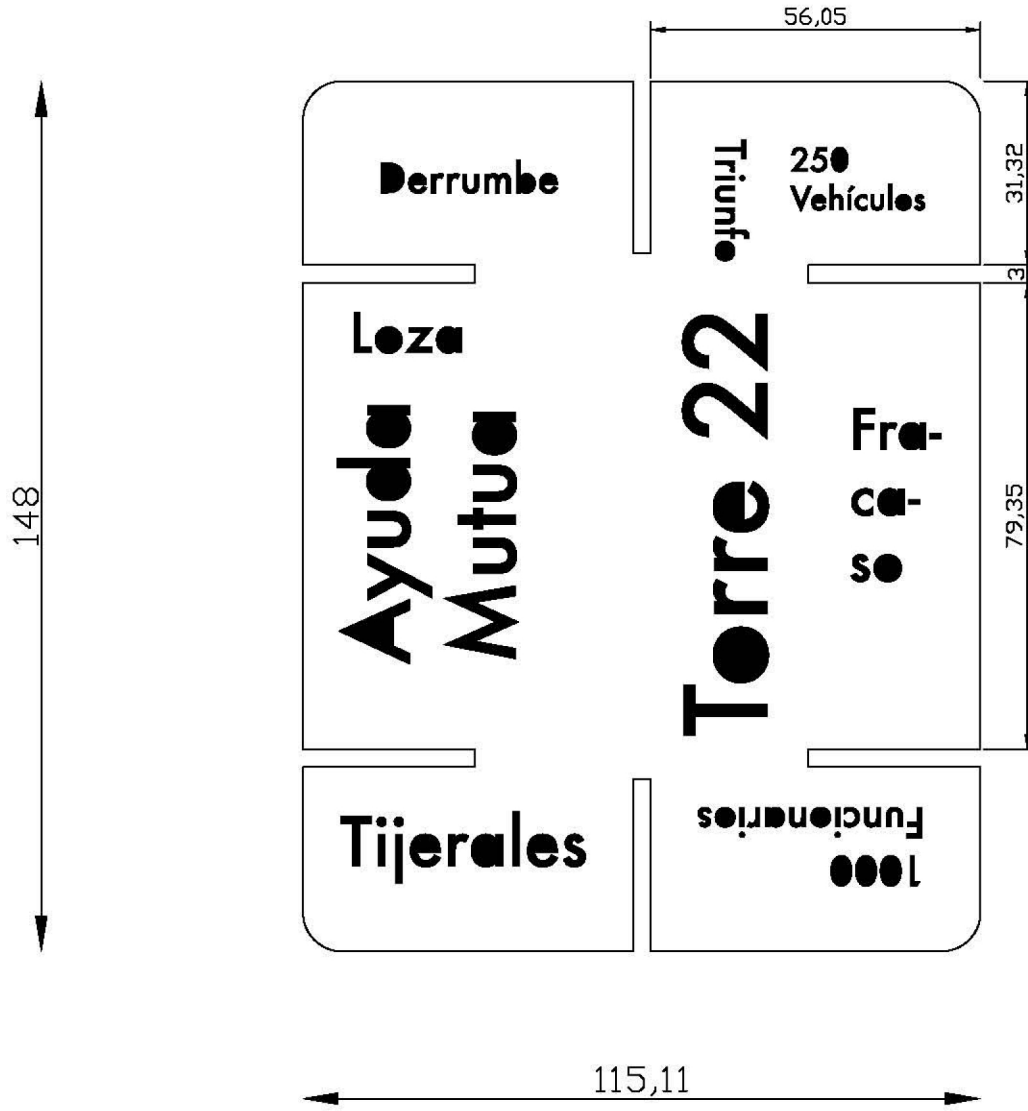 56,05
Derrumbe
Triunfo
250
Vehículos
31,32
3
Loza
Ayuda
Mutua
Torre 22
Fra-
ca-
so
148
79,35
Tijerales
1000
Funcionarios
115,11